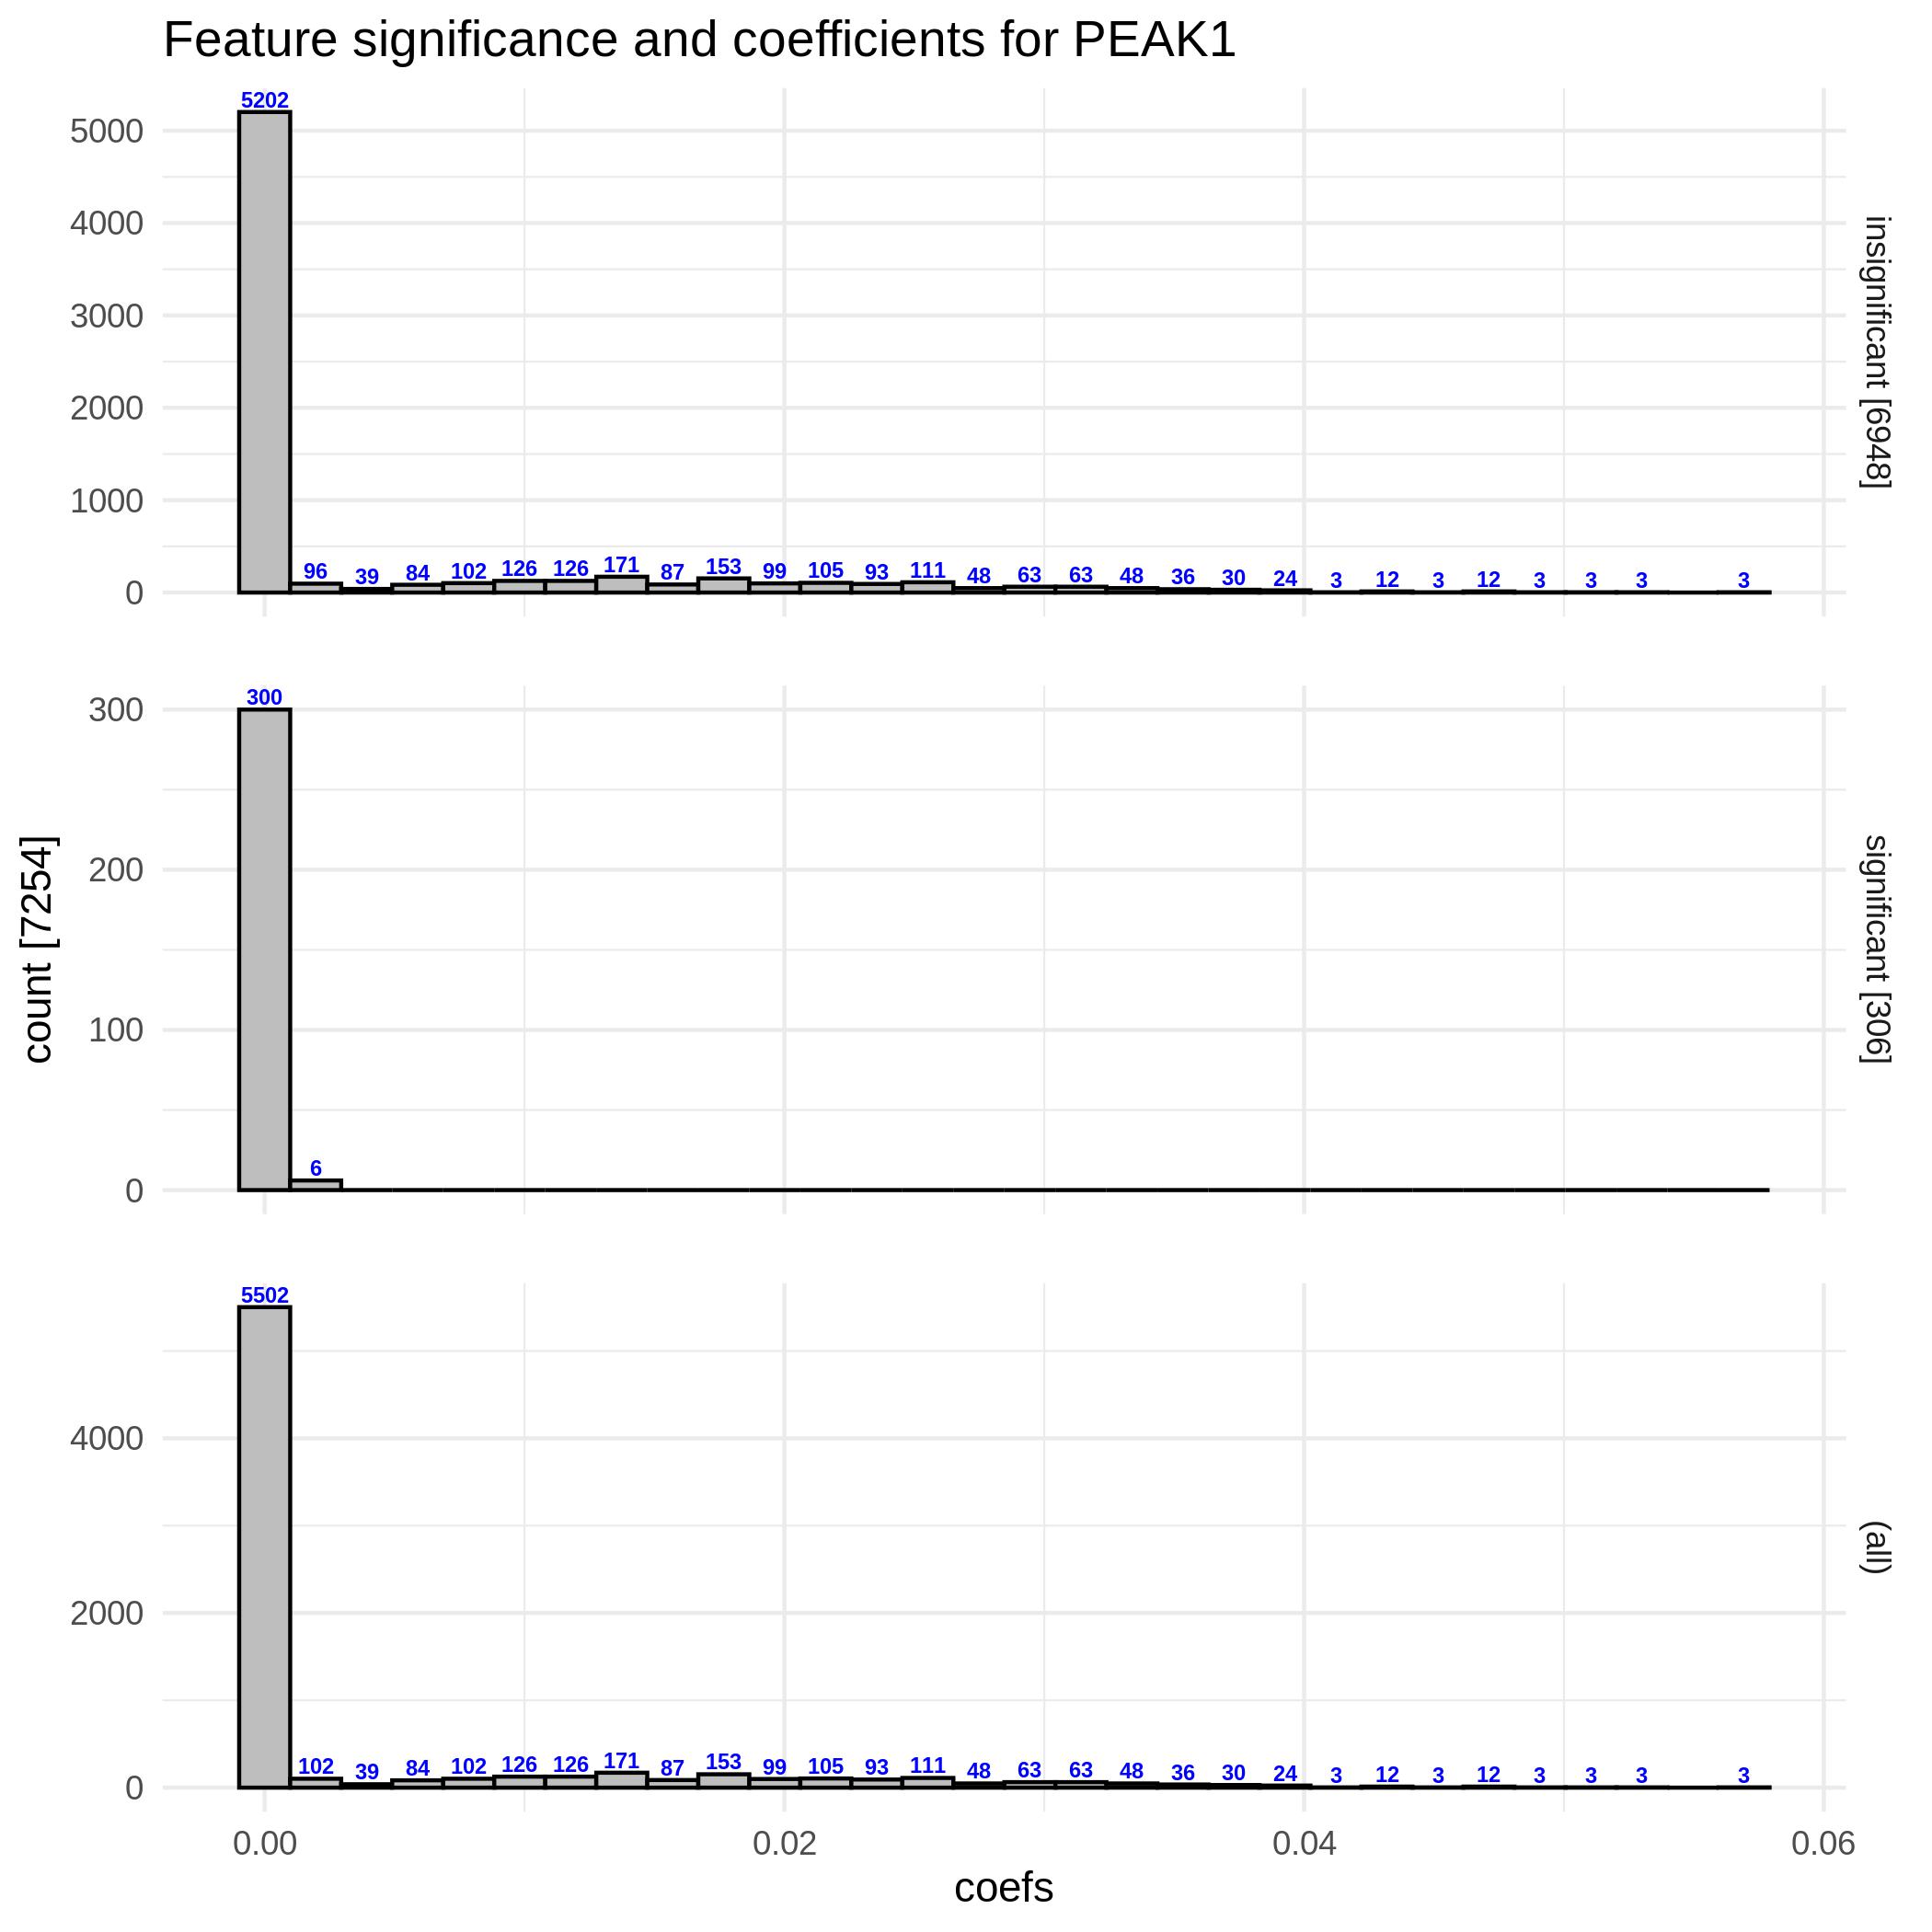 Feature significance and coefficients for PEAK1
5202
5000
4000
3000
2000
1000
0
96 39 84 102 126 126 171 87 153 99 105 93 111 48 63 63 48 36 30 24 3 12 3 12 3 3 3 3
insignificant [6948]
300
300
200
100
0
6
significant [306]
count [7254]
5502
4000
2000
0
102 39 84 102 126 126 171 87 153 99 105 93 111 48 63 63 48 36 30 24 3 12 3 12 3 3 3 3
(all)
0.00 0.02 0.04 0.06
coefs